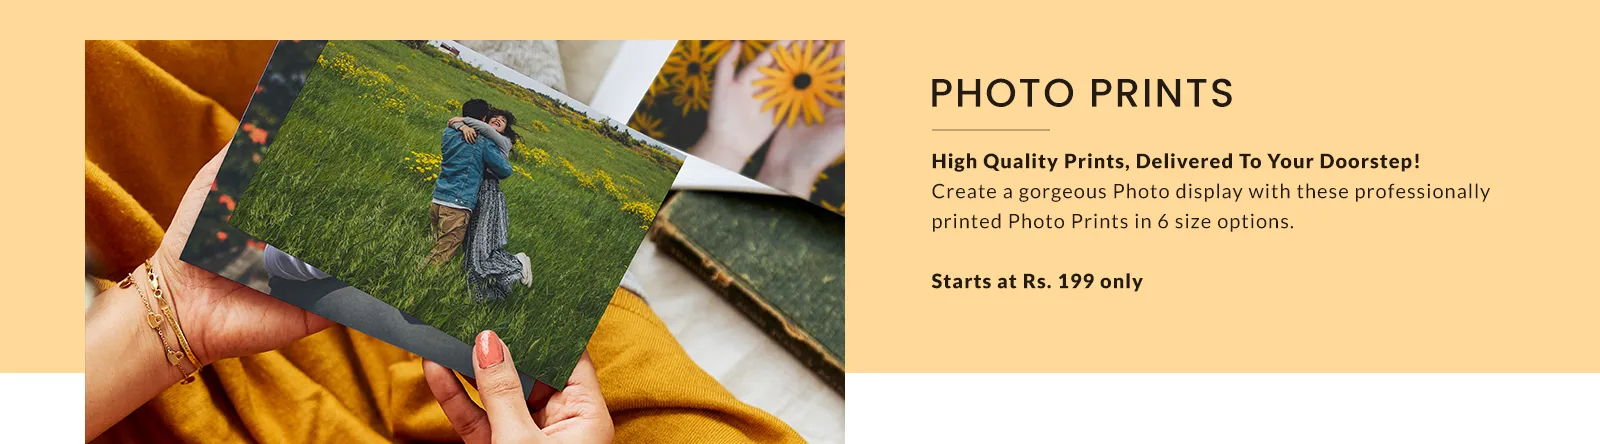 PHOTO PRINTS
High Quality Prints, Delivered To Your Doorstep!
Create a gorgeous Photo display with these professionally
printed Photo Prints in 6 size options.
Starts at Rs. 199 only